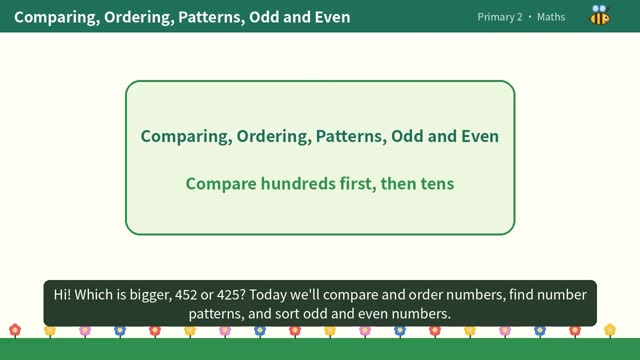 Comparing, Ordering, Patterns, Odd and Even
Primary 2 • Maths
Comparing, Ordering, Patterns, Odd and Even
Compare hundreds first, then tens
Hi! Which is bigger, 452 or 425? Today we'll compare and order numbers, find number
patterns, and sort odd and even numbers.